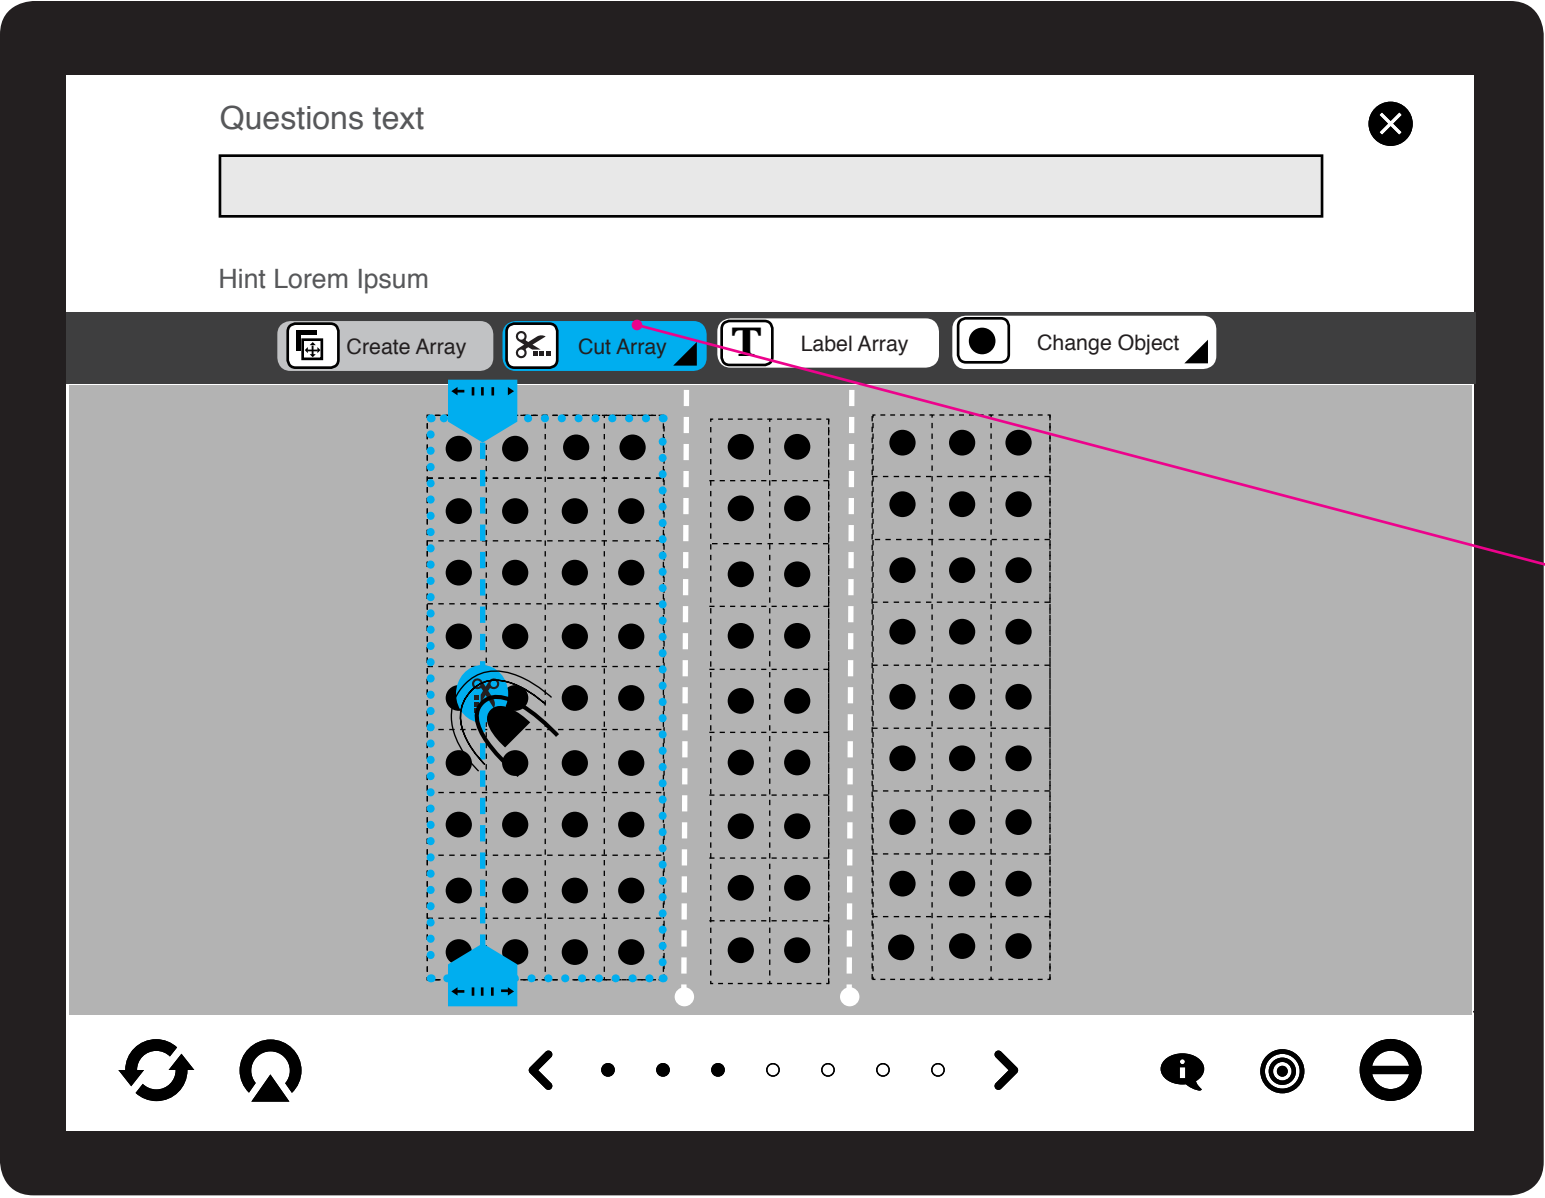 Questions text
Hint Lorem Ipsum
Create Array
Cut Array
T Label Array
Change Object
i